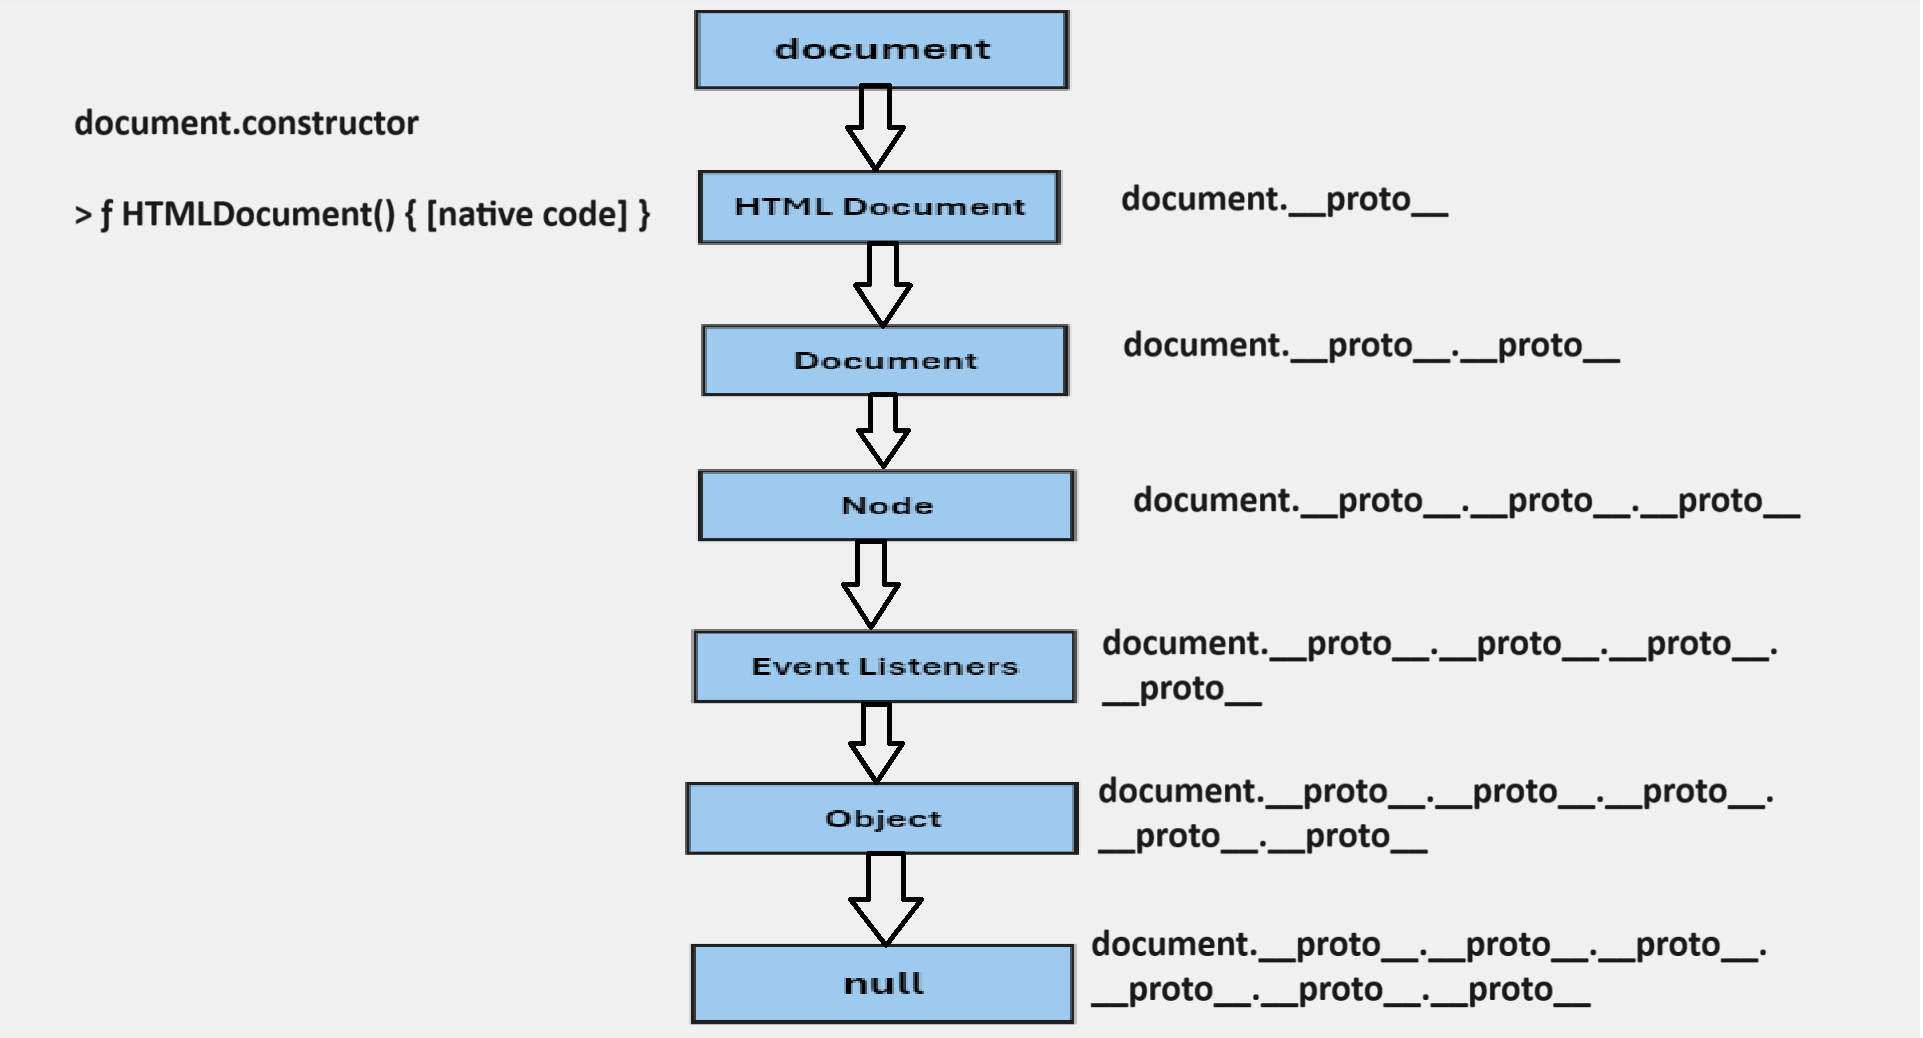 document
document.constructor
> ƒ HTMLDocument() { [native code] }
HTML Document
document.__proto__
Document
document.__proto__.__proto__
Node
document.__proto__.__proto__.__proto__
Event Listeners
document.__proto__.__proto__.__proto__.
__proto__
Object
document.__proto__.__proto__.__proto__.
__proto__.__proto__
null
document.__proto__.__proto__.__proto__.
__proto__.__proto__.__proto__